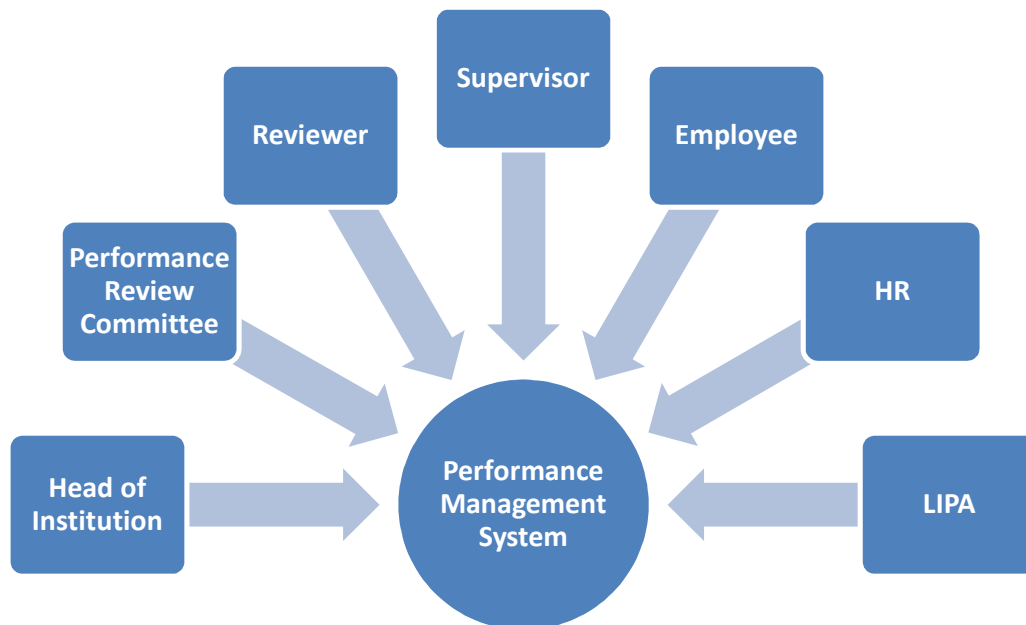 Supervisor
Reviewer
Employee
Performance
Review
Committee
HR
Head of
Institution
Performance
Management
System
LIPA